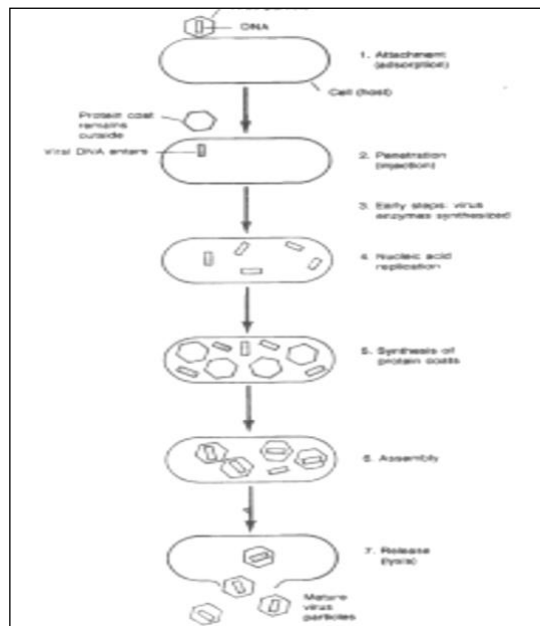 DNA
1. Attachment
(adsorption)
Cell (host)
Protein coat
remains
outside
Viral DNA enters
2. Penetration
(injection)
3. Early steps: virus
enzymes synthesized
4. Nucleic acid
replication
5. Synthesis of
protein coats
6. Assembly
7. Release
(lysis)
Mature
virus
particles